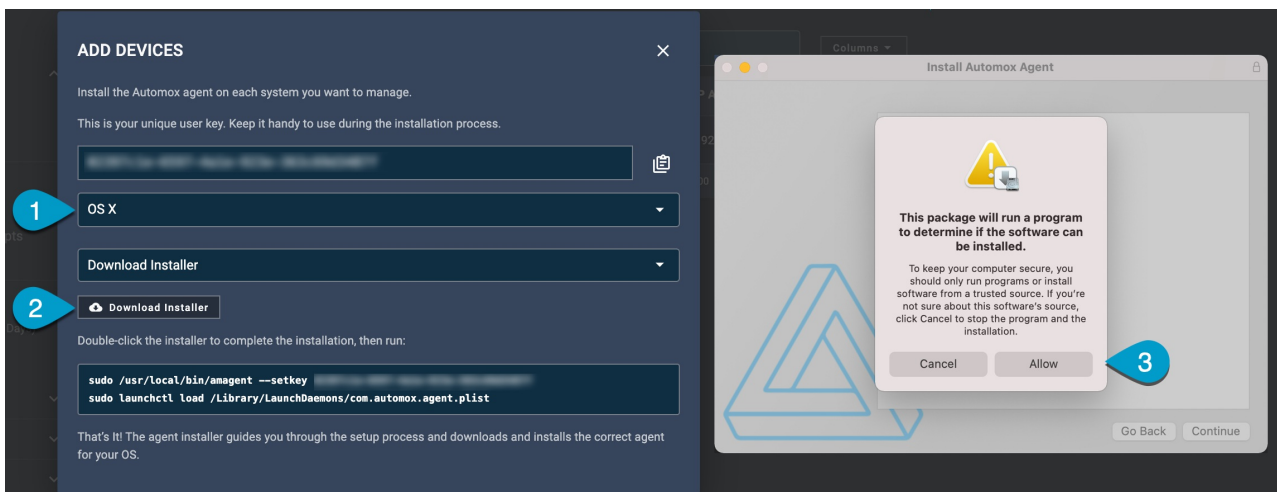 ADD DEVICES
Install the Automox agent on each system you want to manage.
This is your unique user key. Keep it handy to use during the installation process.
1
OS X
Download Installer
2
Download Installer
Double-click the installer to complete the installation, then run:
sudo /usr/local/bin/amagent --setkey
sudo launchctl load /Library/LaunchDaemons/com.automox.agent.plist
That's It! The agent installer guides you through the setup process and downloads and installs the correct agent
for your OS.
pts
Columns
P A
92
00
Install Automox Agent
This package will run a program
to determine if the software can
be installed.
To keep your computer secure, you
should only run programs or install
software from a trusted source. If you're
not sure about this software's source,
click Cancel to stop the program and the
installation.
Cancel
Allow
3
Go Back
Continue